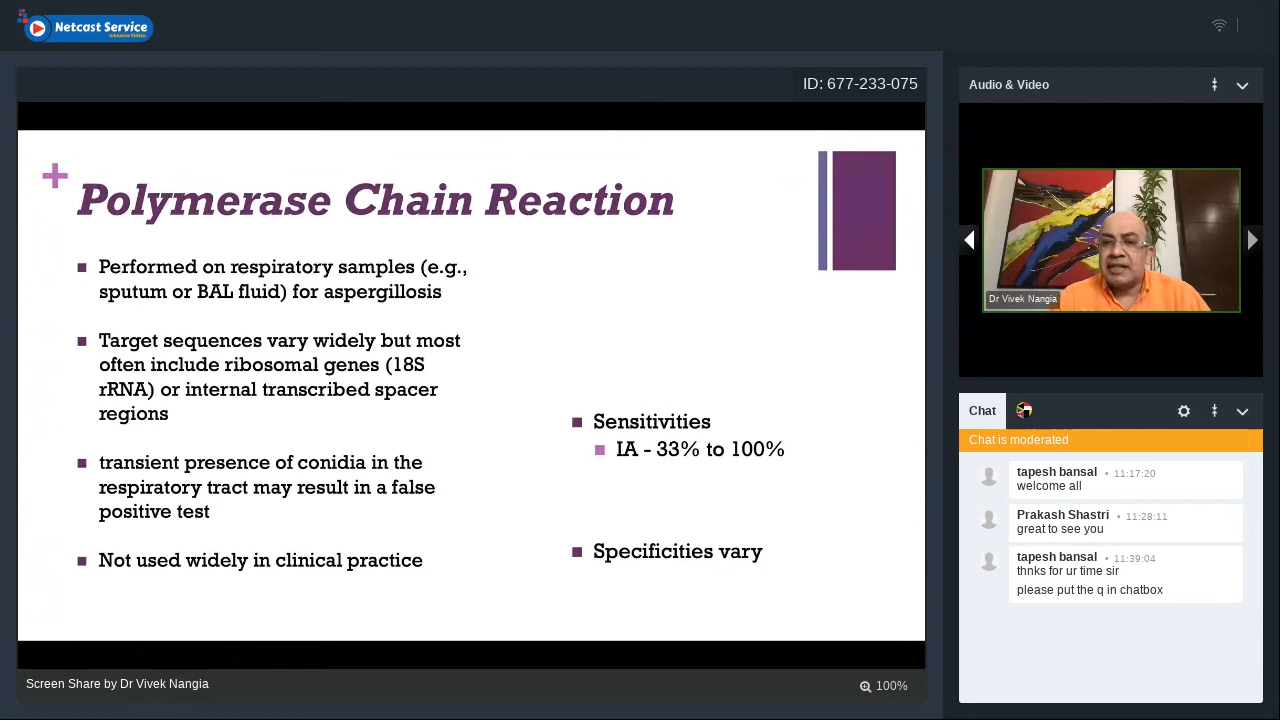 Netcast Service
ID: 677-233-075
Polymerase Chain Reaction
Performed on respiratory samples (e.g.,
sputum or BAL fluid) for aspergillosis
Target sequences vary widely but most
often include ribosomal genes (18S
rRNA) or internal transcribed spacer
regions
transient presence of conidia in the
respiratory tract may result in a false
positive test
Not used widely in clinical practice
Sensitivities
IA - 33% to 100%
Specificities vary
Screen Share by Dr Vivek Nangia
100%
Audio & Video
Dr Vivek Nangia
Chat
Chat is moderated
tapesh bansal • 11:17:20
welcome all
Prakash Shastri • 11:28:11
great to see you
tapesh bansal • 11:39:04
thnks for ur time sir
please put the q in chatbox